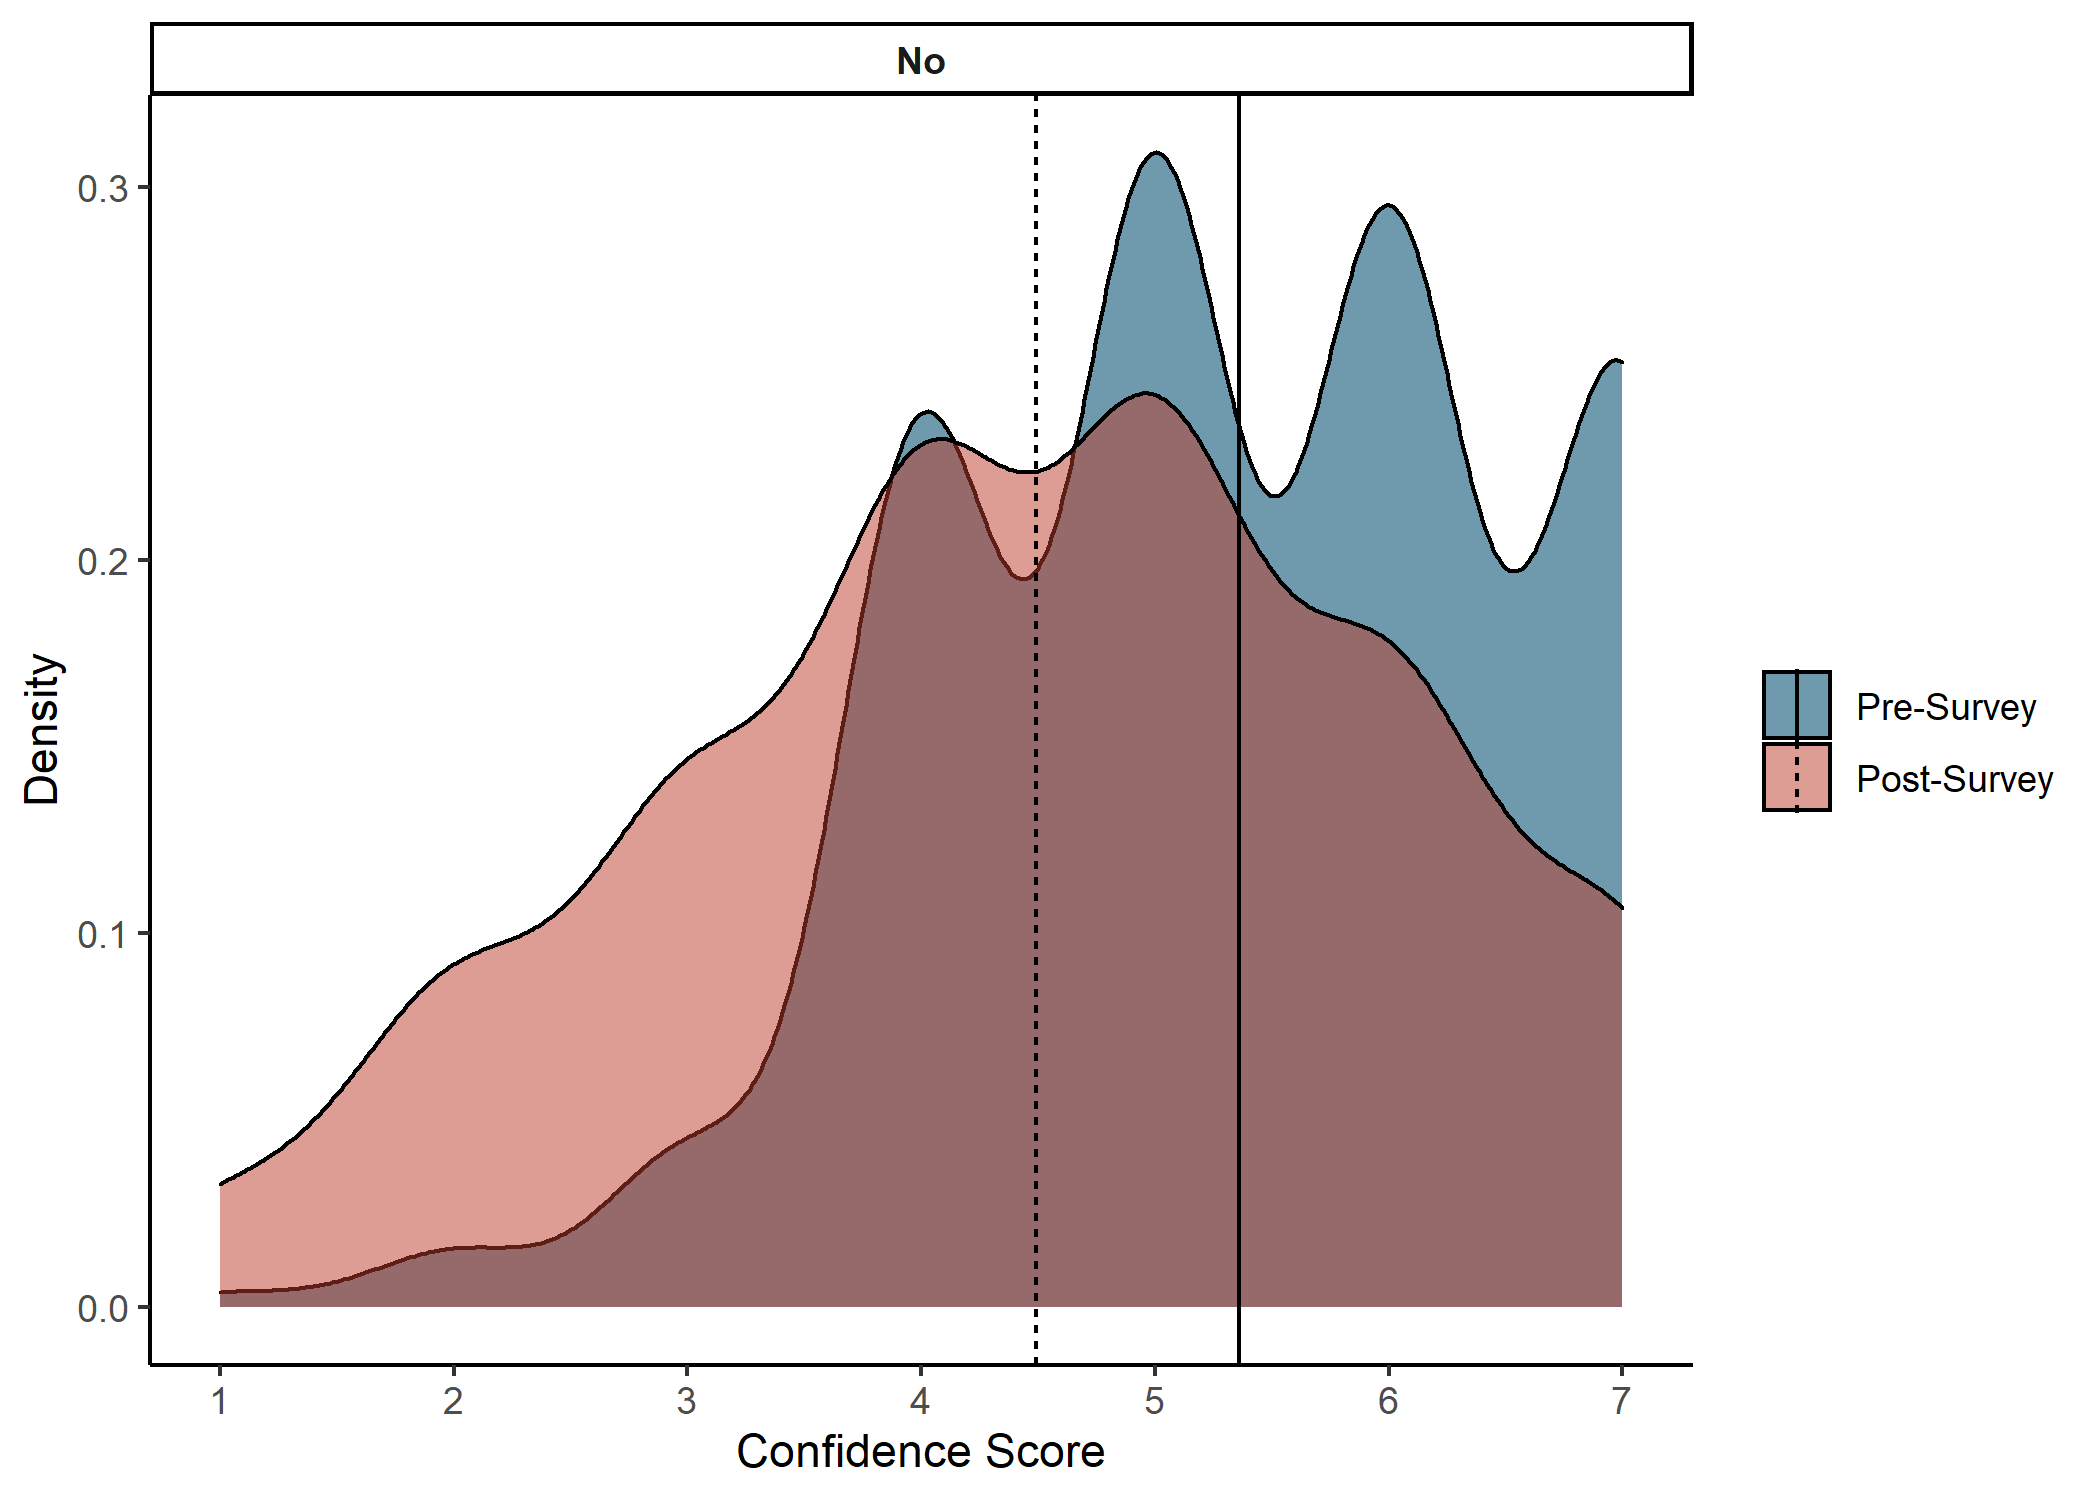 No
0.3
0.2
0.1
0.0
Density
1 2 3 4 5 6 7
Confidence Score
Pre-Survey
Post-Survey